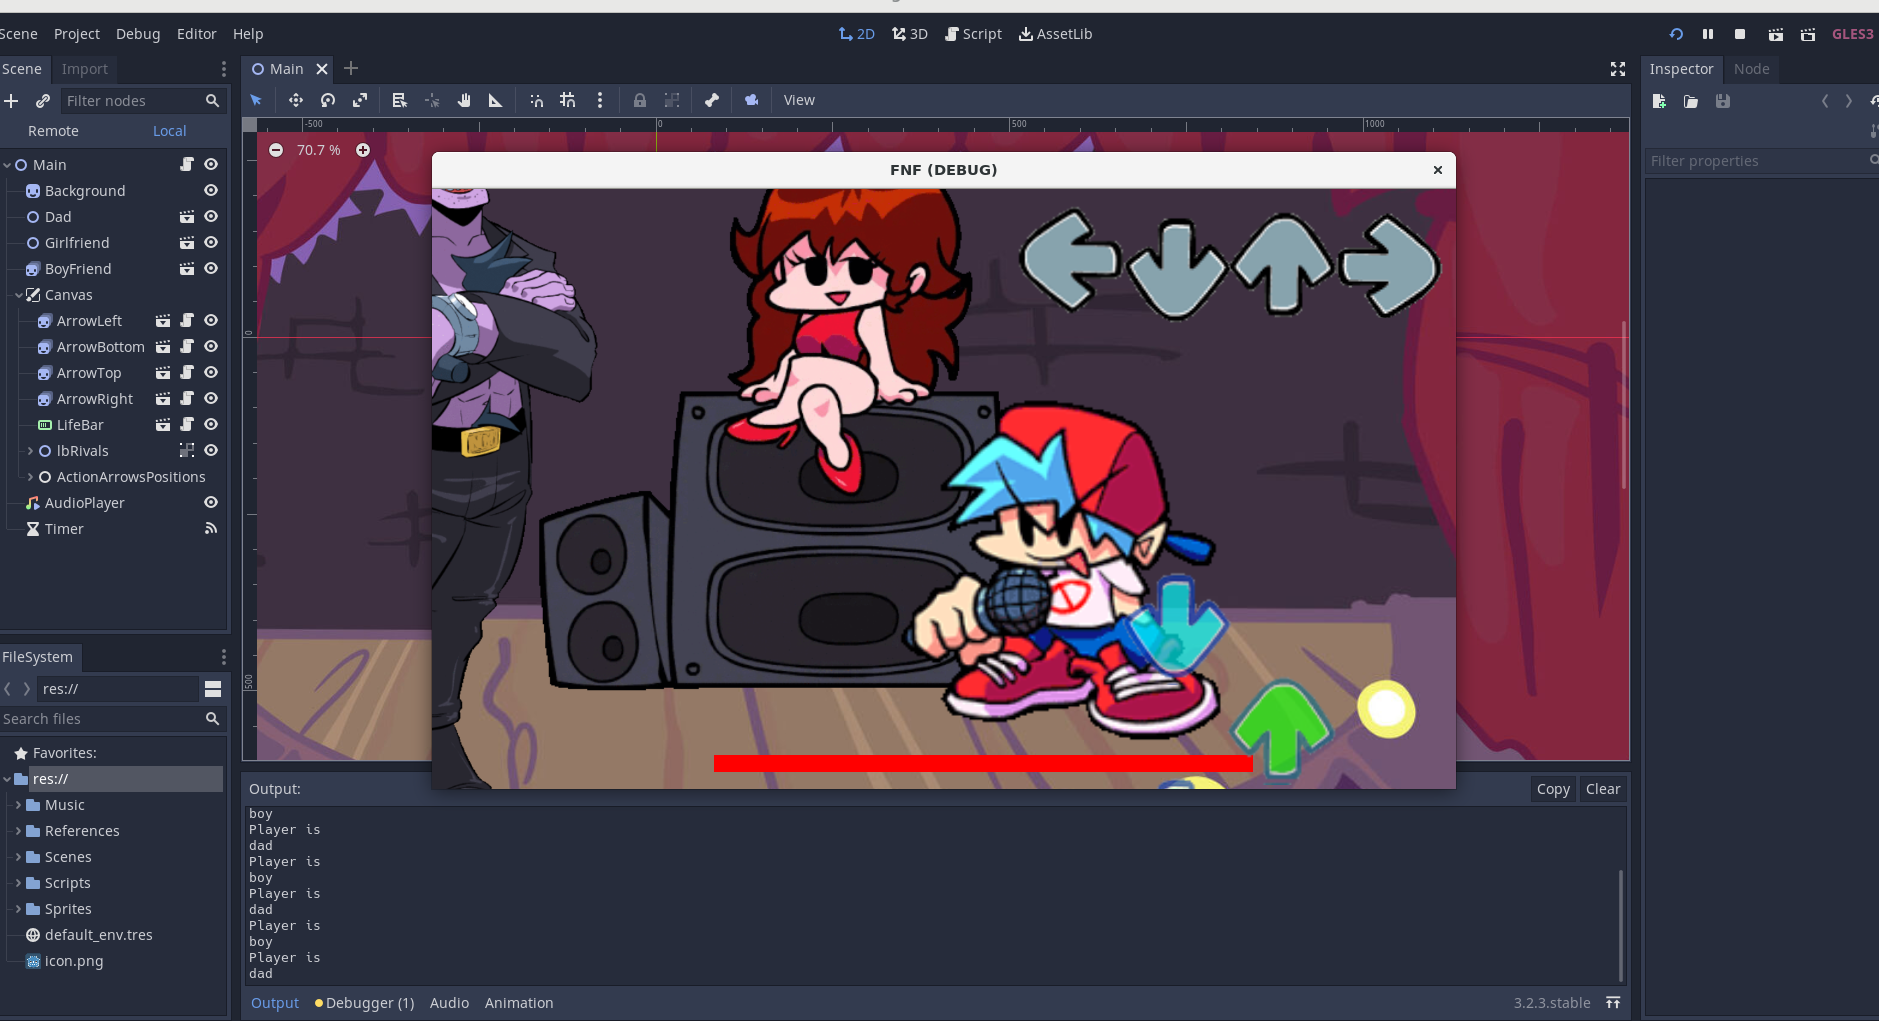 Scene Project Debug Editor Help
2D 3D Script AssetLib
GLES3
Scene Import
Main
Inspector Node
Filter nodes
View
Remote Local
-500 0 500 1000
70.7 %
FNF (DEBUG)
Filter properties
Main
Background
Dad
Girlfriend
BoyFriend
Canvas
ArrowLeft
ArrowBottom
ArrowTop
ArrowRight
LifeBar
lbRivals
ActionArrowsPositions
AudioPlayer
Timer
0
500
FileSystem
res://
Search files
Favorites:
res://
Music
References
Scenes
Scripts
Sprites
default_env.tres
icon.png
Output:
Copy Clear
boy
Player is
dad
Player is
boy
Player is
dad
Player is
boy
Player is
dad
Output Debugger (1) Audio Animation
3.2.3.stable